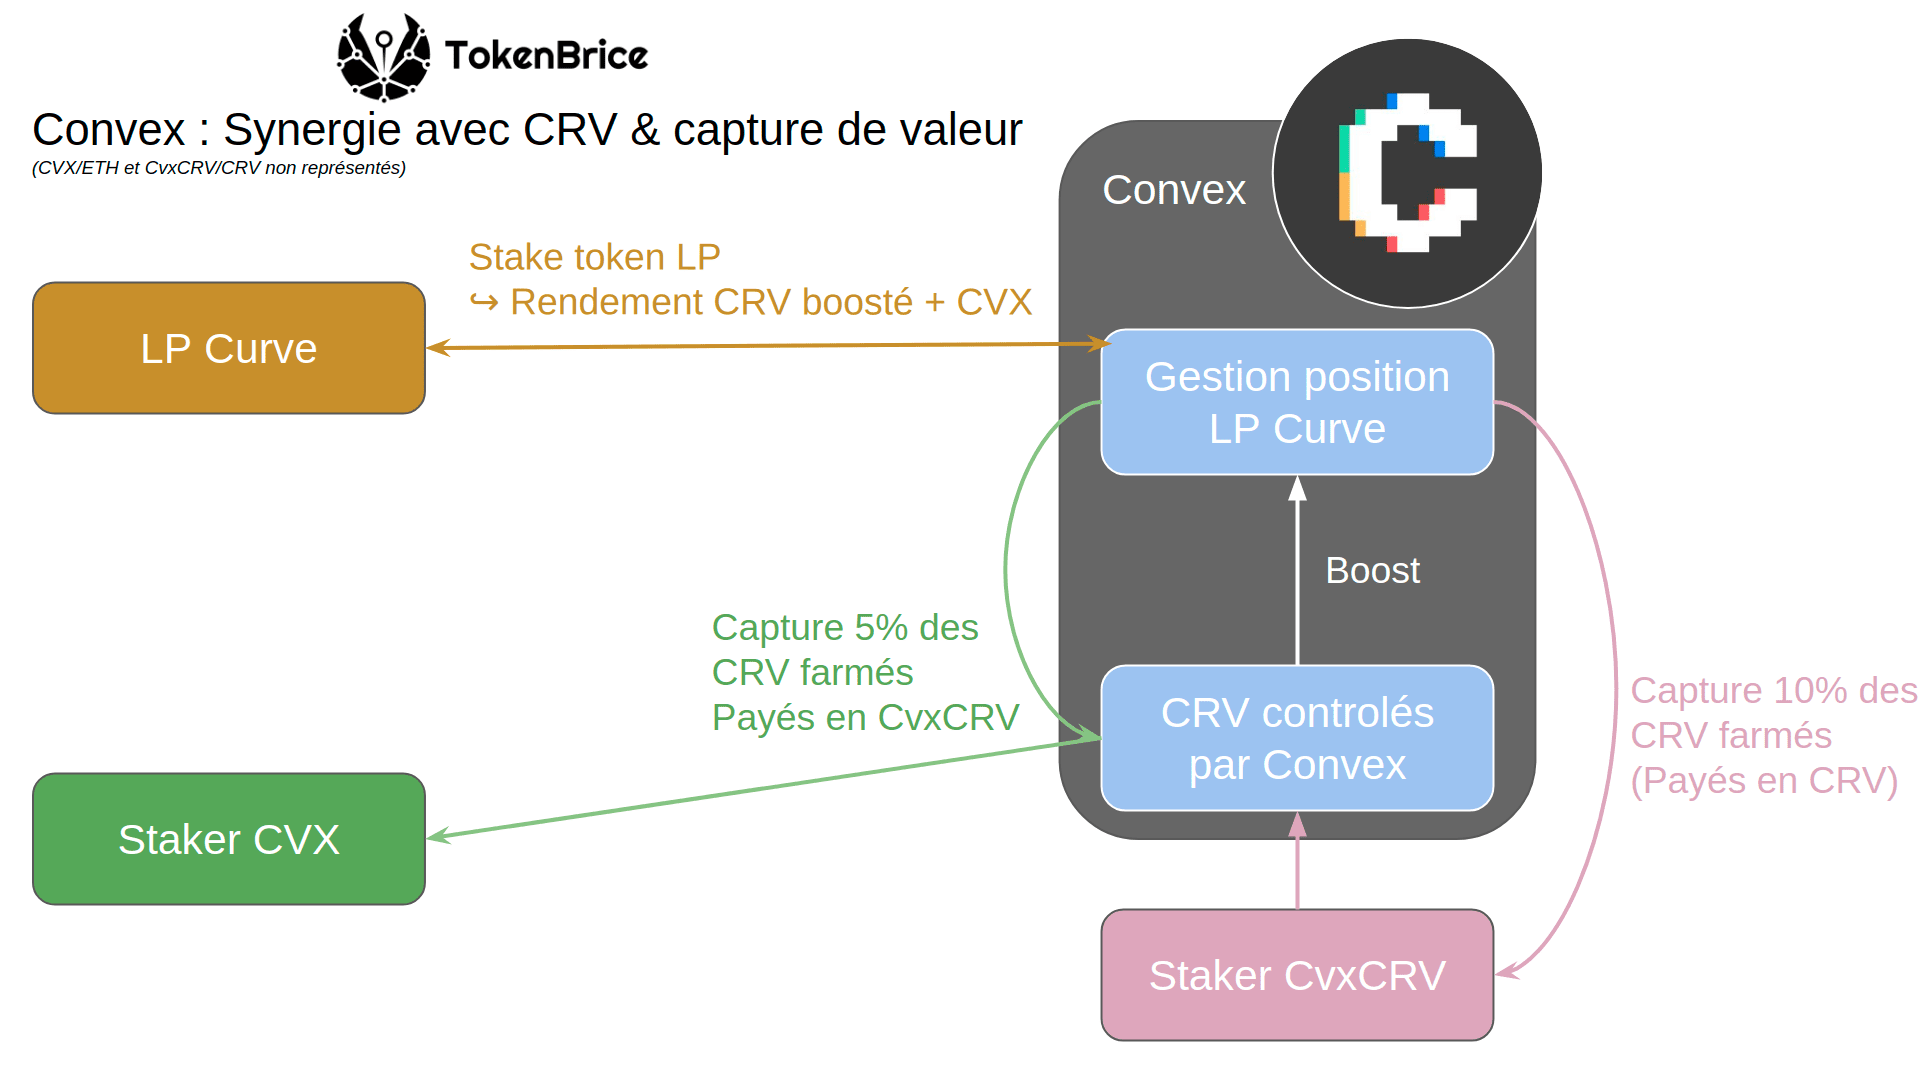 TokenBrice
Convex : Synergie avec CRV & capture de valeur
(CVX/ETH et CvxCRV/CRV non représentés)
Convex
Stake token LP
↪ Rendement CRV boosté + CVX
LP Curve
Gestion position
LP Curve
Boost
Capture 5% des
CRV farmés
Payés en CvxCRV
CRV controlés
par Convex
Capture 10% des
CRV farmés
(Payés en CRV)
Staker CVX
Staker CvxCRV